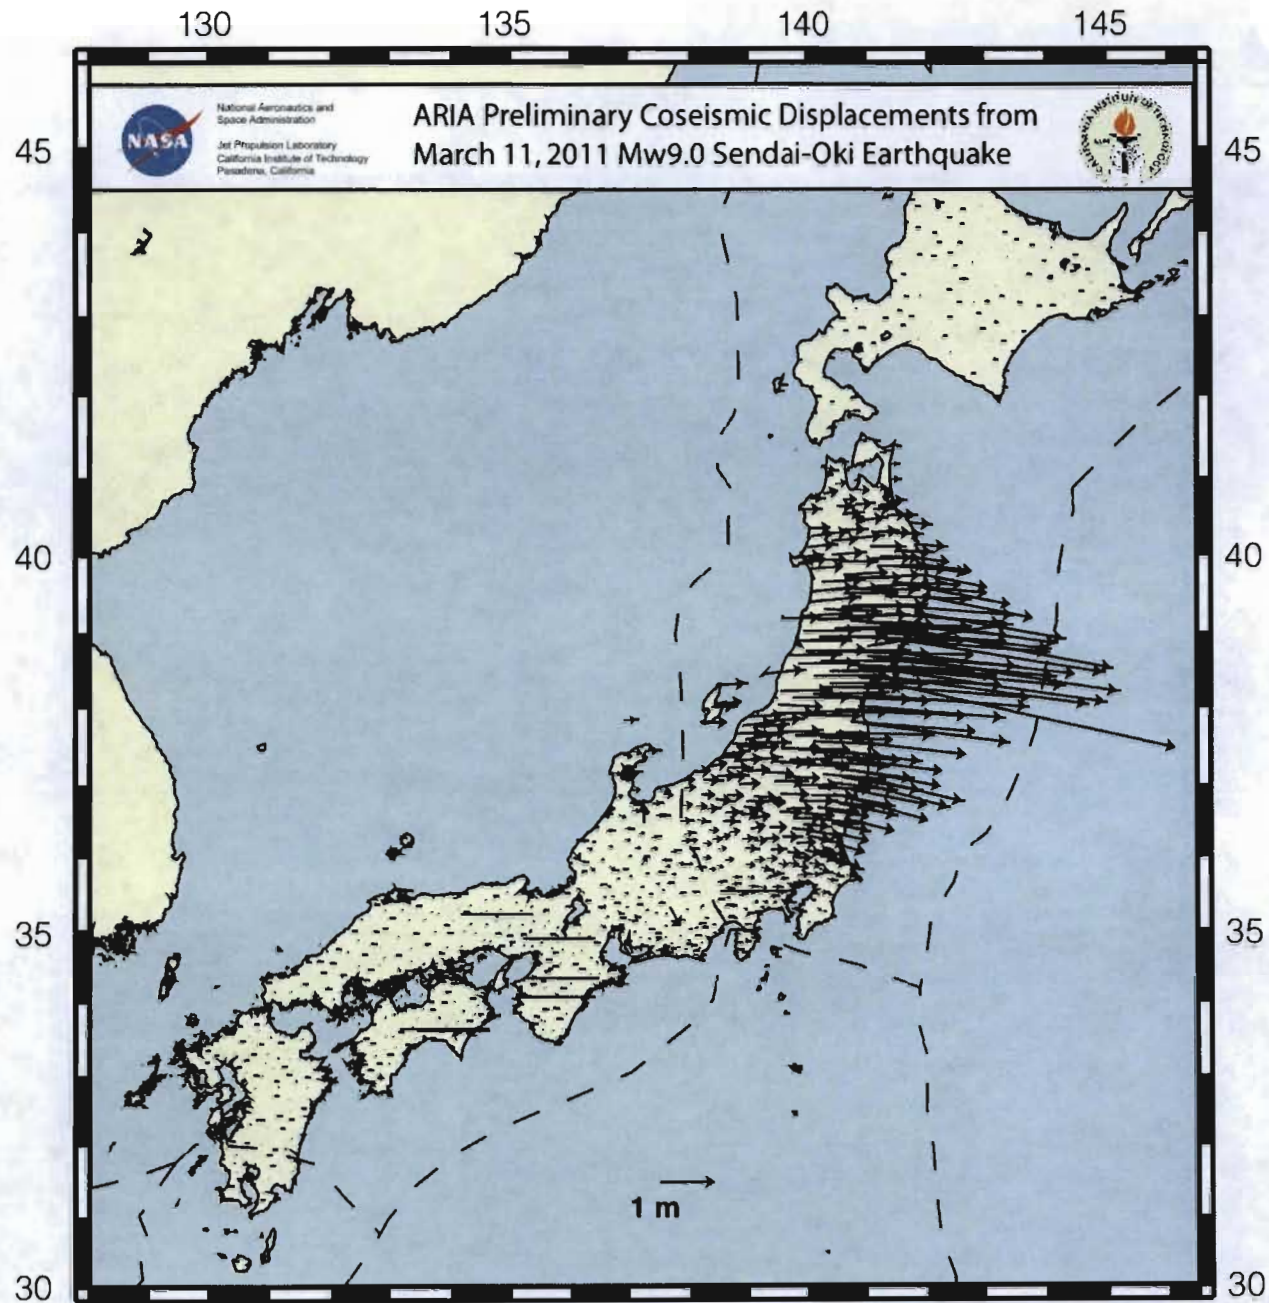 130 135 140 145
National Aeronautics and
Space Administration
Jet Propulsion Laboratory
California Institute of Technology
Pasadena, California
NASA
ARIA Preliminary Coseismic Displacements from
March 11, 2011 Mw9.0 Sendai-Oki Earthquake
45 45
40 40
35 35
1 m
30 30